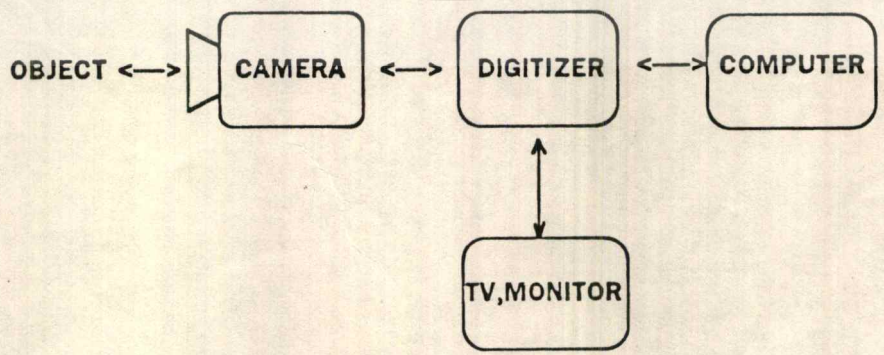 OBJECT <—> CAMERA <—> DIGITIZER <—> COMPUTER
TV,MONITOR